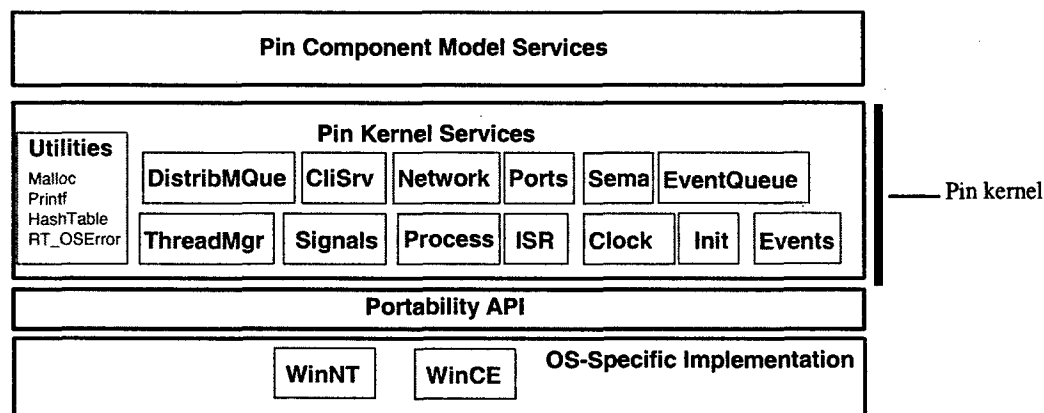 Pin Component Model Services
Pin Kernel Services
Utilities
Malloc
Printf
HashTable
RT_OSError
DistribMQue CliSrv Network Ports Sema EventQueue
ThreadMgr Signals Process ISR Clock Init Events
Pin kernel
Portability API
OS-Specific Implementation
WinNT WinCE